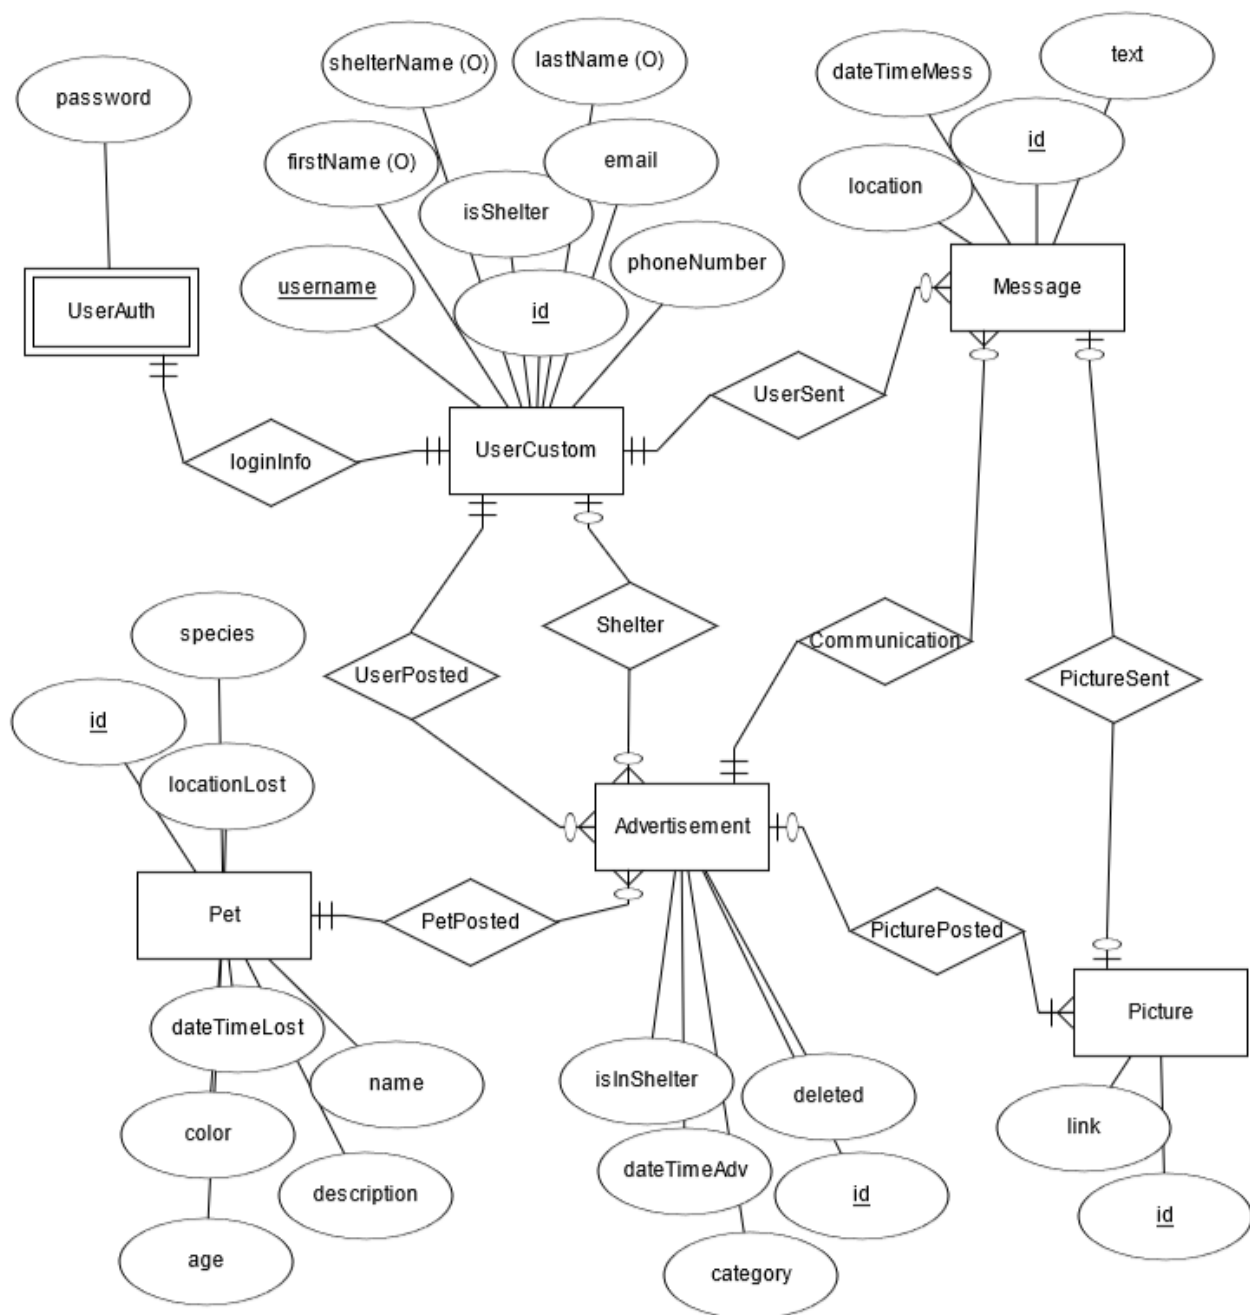 shelterName (O)
lastName (O)
text
dateTimeMess
password
id
firstName (O)
email
location
isShelter
phoneNumber
username
Message
UserAuth
id
UserSent
UserCustom
loginInfo
species
Shelter
Communication
UserPosted
PictureSent
id
locationLost
Advertisement
Pet
PetPosted
PicturePosted
Picture
dateTimeLost
name
isInShelter
deleted
link
color
dateTimeAdv
description
id
id
age
category